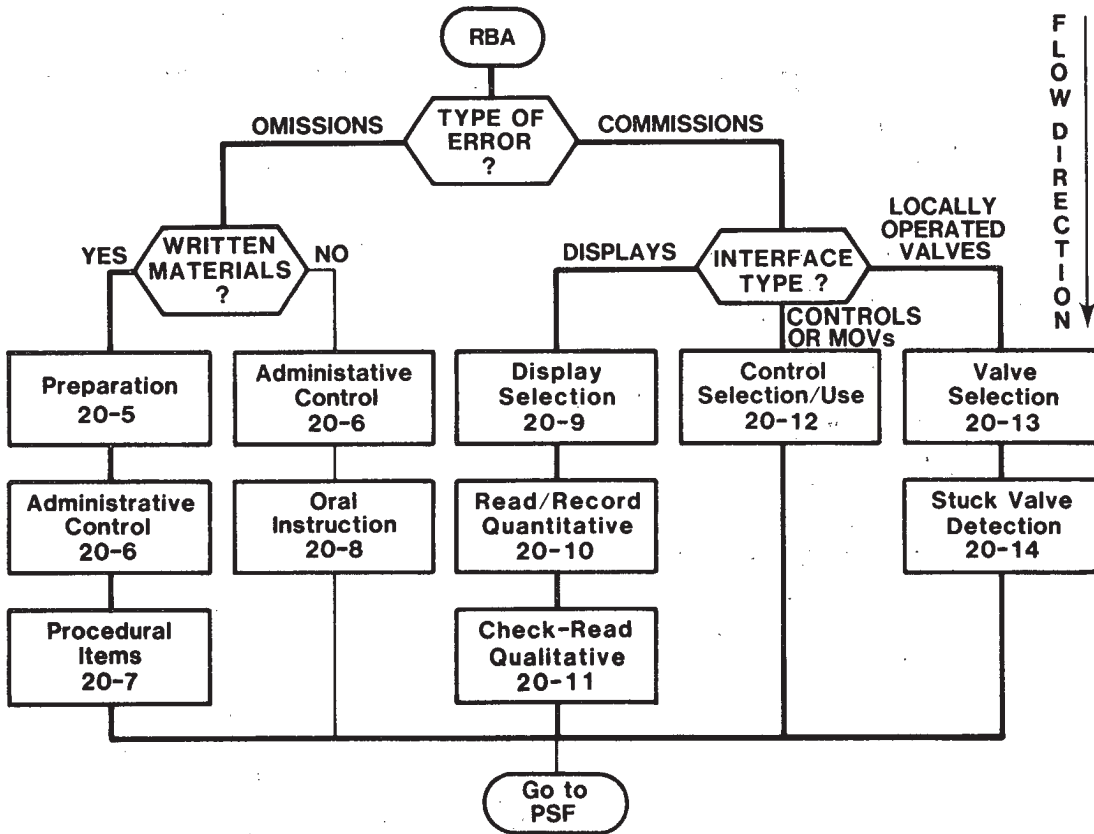 RBA
TYPE OF
ERROR
?
OMISSIONS
COMMISSIONS
FLOW DIRECTION
WRITTEN
MATERIALS
?
YES
NO
INTERFACE
TYPE ?
DISPLAYS
LOCALLY
OPERATED
VALVES
CONTROLS
OR MOVs
Preparation
20-5
Administative
Control
20-6
Display
Selection
20-9
Control
Selection/Use
20-12
Valve
Selection
20-13
Administrative
Control
20-6
Oral
Instruction
20-8
Read/Record
Quantitative
20-10
Stuck Valve
Detection
20-14
Procedural
Items
20-7
Check-Read
Qualitative
20-11
Go to
PSF